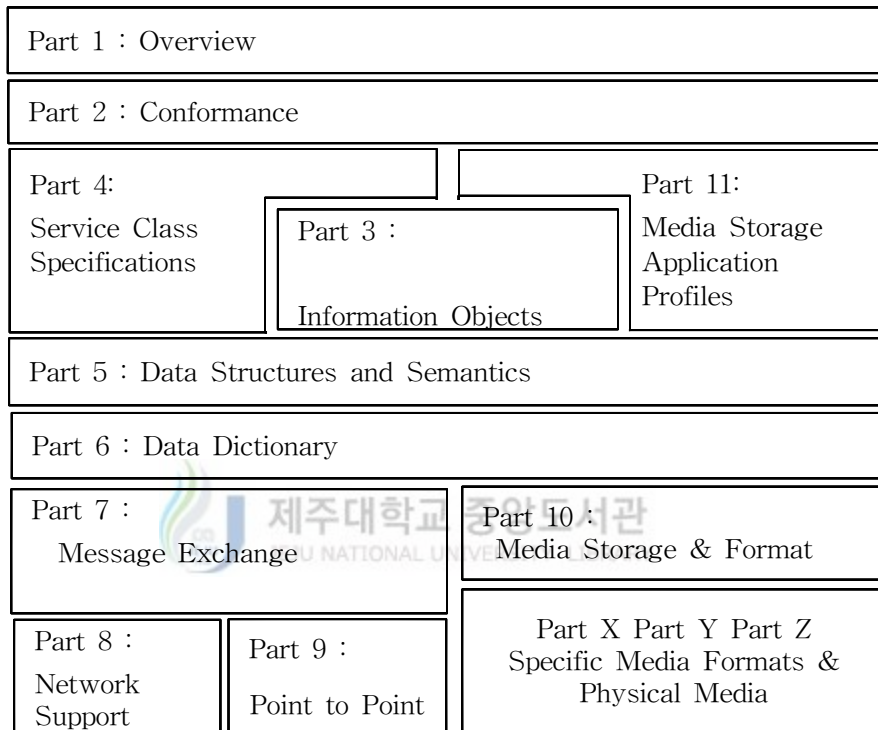 Part 1 : Overview
Part 2 : Conformance
Part 4:
Service Class
Specifications
Part 3 :
Information Objects
Part 11:
Media Storage
Application
Profiles
Part 5 : Data Structures and Semantics
Part 6 : Data Dictionary
Part 7 :
Message Exchange
제주대학교 중앙도서관
NATIONAL
Part 10 :
Media Storage & Format
Part 8 :
Network
Support
Part 9 :
Point to Point
Part X Part Y Part Z
Specific Media Formats &
Physical Media